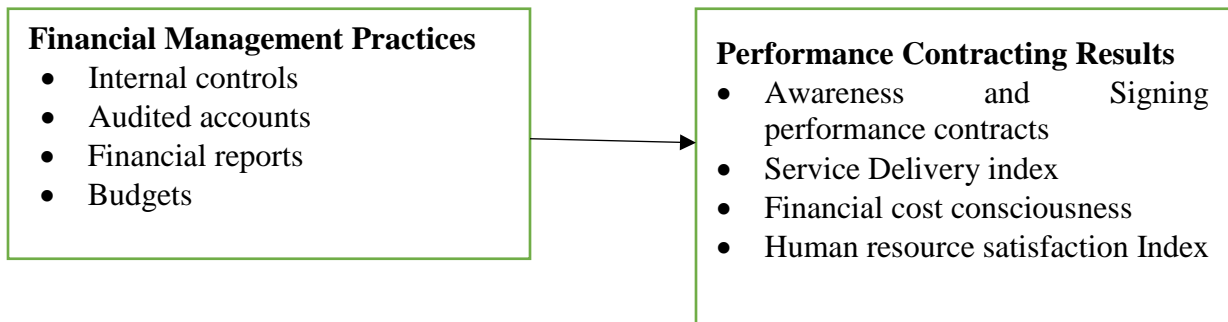 Financial Management Practices
• Internal controls
• Audited accounts
• Financial reports
• Budgets
Performance Contracting Results
• Awareness and Signing
performance contracts
• Service Delivery index
• Financial cost consciousness
• Human resource satisfaction Index